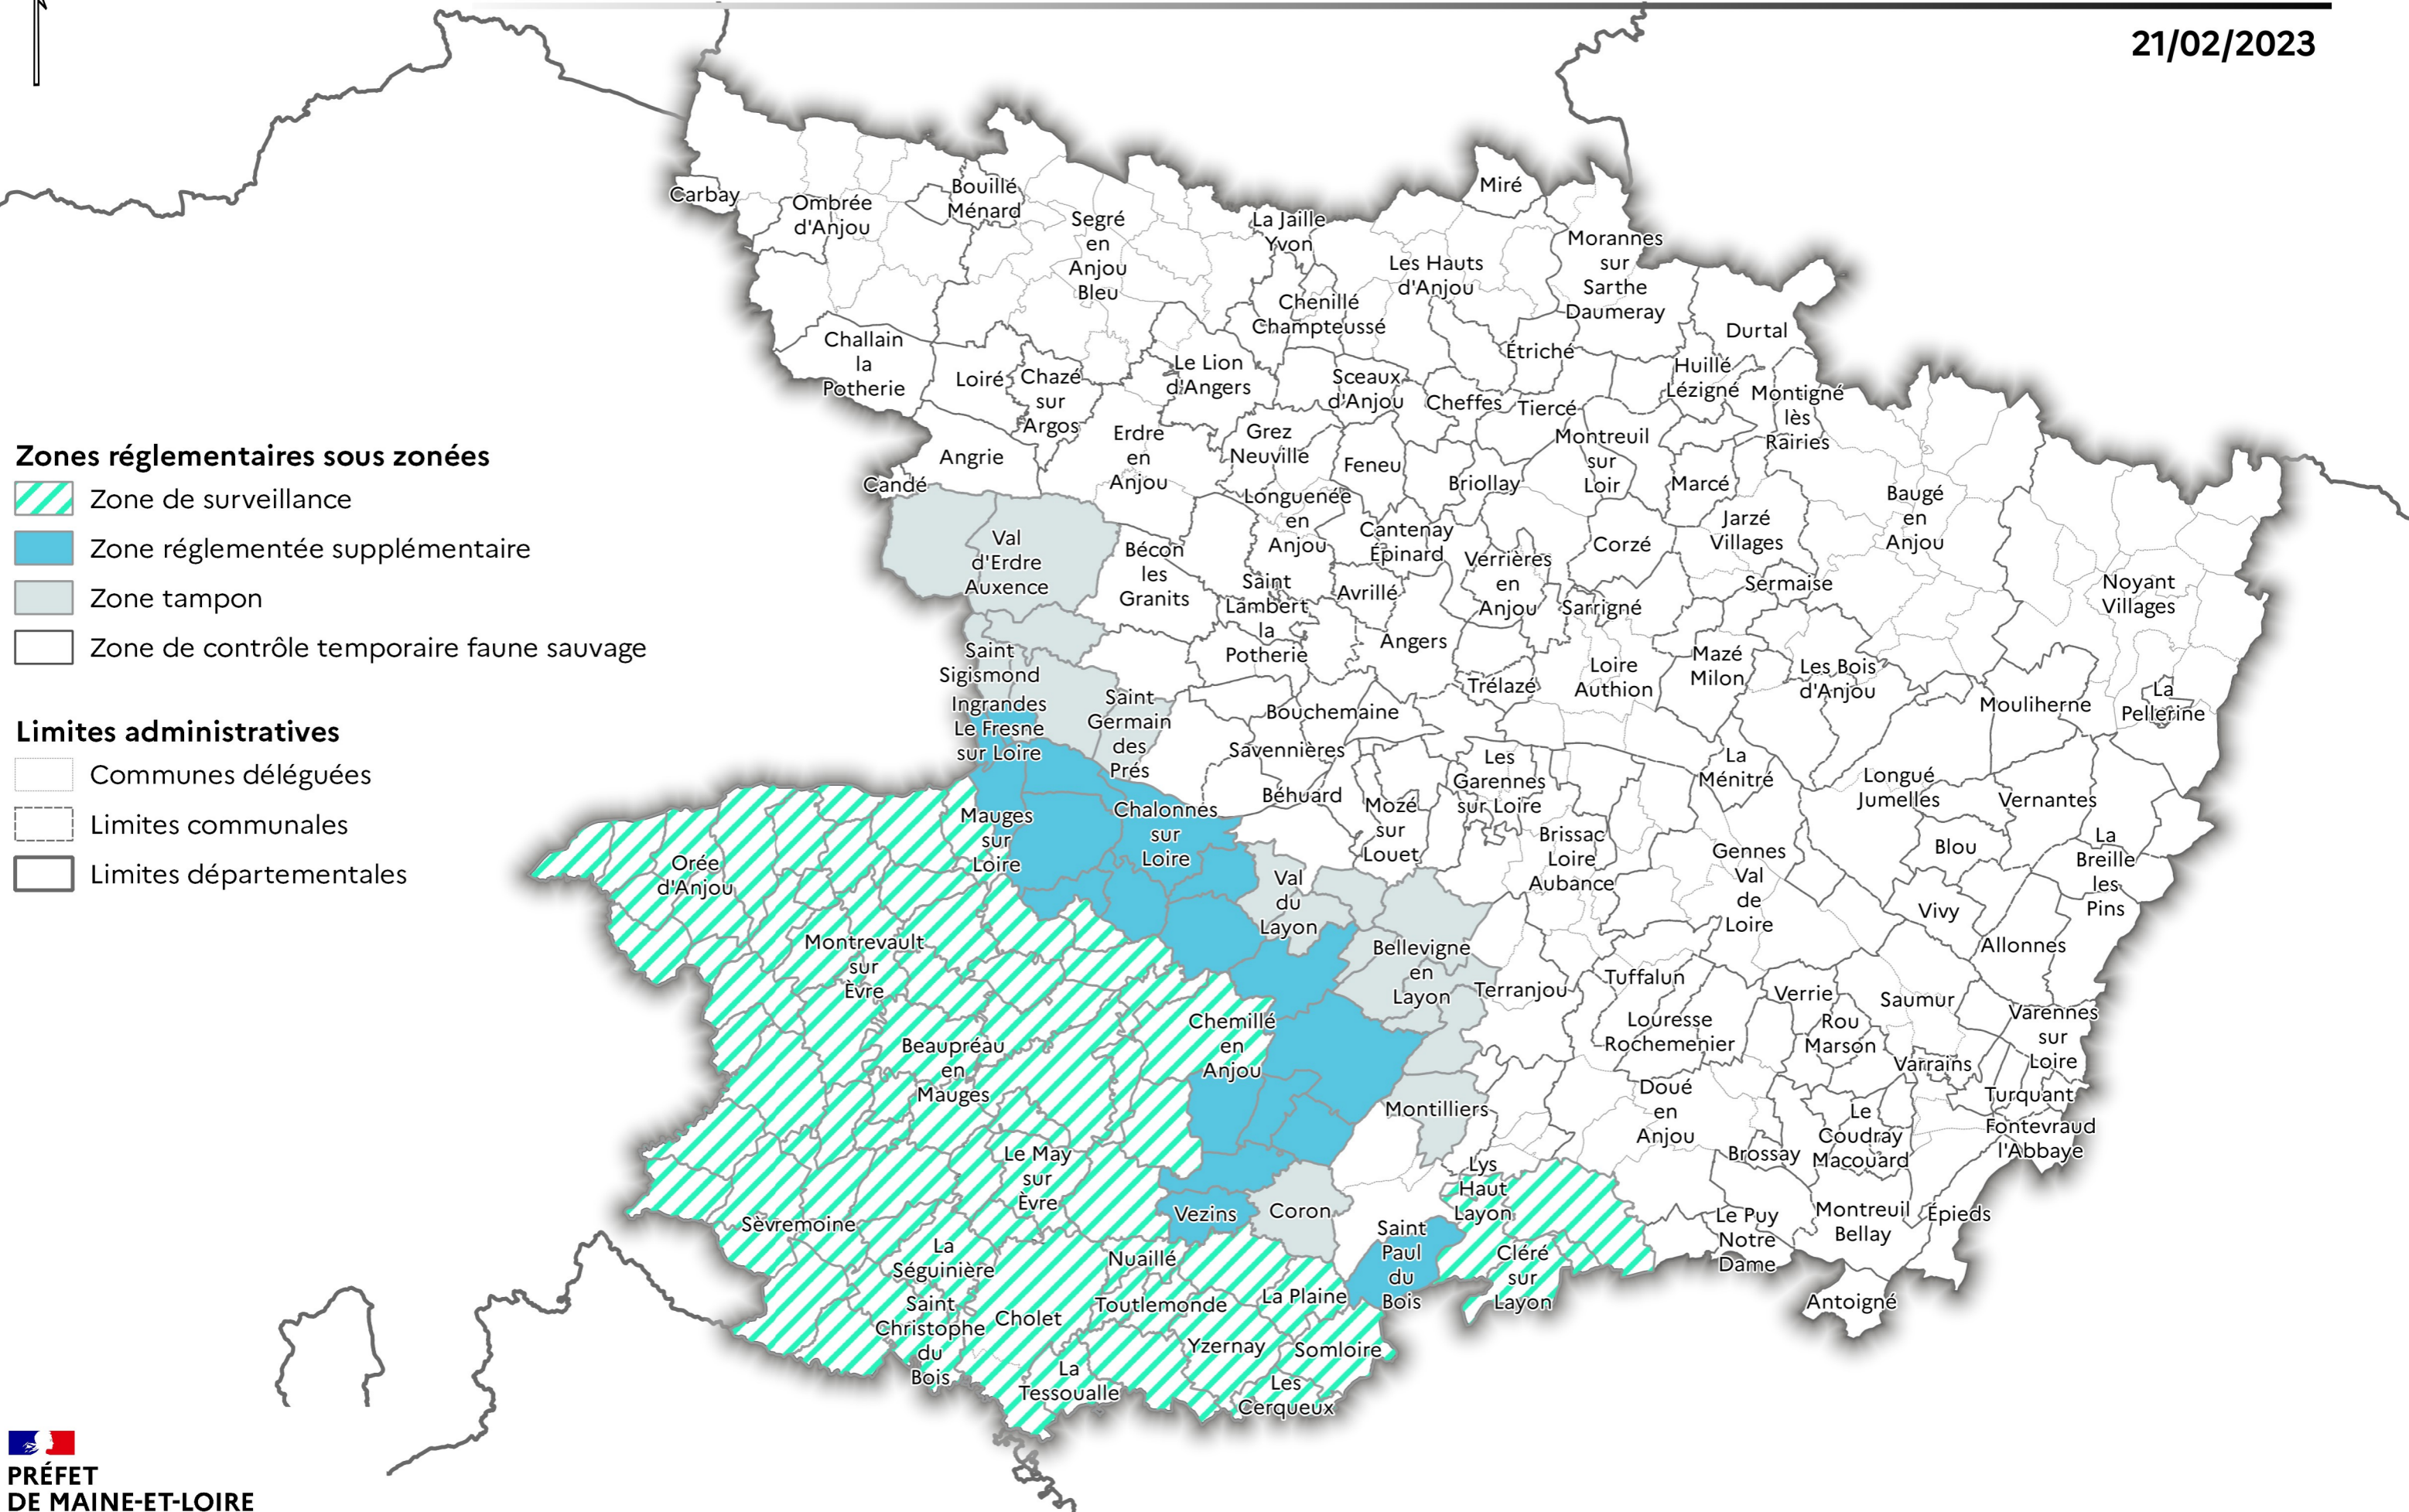 21/02/2023
Zones réglementaires sous zonées
Zone de surveillance
Zone réglementée supplémentaire
Zone tampon
Zone de contrôle temporaire faune sauvage
Limites administratives
Communes déléguées
Limites communales
Limites départementales
Carbay
Ombrée
d'Anjou
Bouillé
Ménard
Segré
en
Anjou
Bleu
La Jaille
Yvon
Miré
Morannes
sur
Sarthe
Daumeray
Les Hauts
d'Anjou
Chenillé
Champteussé
Durtal
Challain
la
Potherie
Loiré
Chazé
sur
Argos
Le Lion
d'Angers
Sceaux
d'Anjou
Étriché
Cheffes
Tiercé
Huillé
Lézigné
Montigné
lès
Rairies
Angrie
Candé
Erdre
en
Anjou
Grez
Neuville
Feneu
Briollay
Montreuil
sur
Loir
Marcé
Baugé
en
Anjou
Longuenée
en
Anjou
Cantenay
Épinard
Verrières
en
Anjou
Corzé
Jarzé
Villages
Sermaise
Noyant
Villages
Val
d'Erdre
Auxence
Bécon
les
Granits
Saint
Lambert
la
Potherie
Avrillé
Sarrigné
Angers
Saint
Sigismond
Ingrandes
Le Fresne
sur Loire
Saint
Germain
des
Prés
Bouchemaine
Trélazé
Loire
Authion
Mazé
Milon
Les Bois
d'Anjou
Mouliherne
La
Pellerine
Savennières
Béhuard
Les
Garennes
sur Loire
Mozé
sur
Louet
La
Ménitré
Longué
Jumelles
Vernantes
Mauges
sur
Loire
Chalonnes
sur
Loire
Brissac
Loire
Aubance
Gennes
Val
de
Loire
Blou
La
Breille
les
Pins
Orée
d'Anjou
Val
du
Layon
Vivy
Allonnes
Montrevault
sur
Èvre
Bellevigne
en
Layon
Terranjou
Tuffalun
Verrie
Saumur
Varennes
sur
Loire
Chemillé
en
Anjou
Louresse
Rochemenier
Rou
Marson
Varrains
Beaupréau
en
Mauges
Montilliers
Doué
en
Anjou
Turquant
Le
Coudray
Macouard
Fontevraud
l'Abbaye
Brossay
Le May
sur
Èvre
Lys
Haut
Layon
Vezins
Coron
Sèvremoine
Saint
Paul
du
Bois
Le Puy
Notre
Dame
Montreuil
Bellay
Épieds
La
Séguinière
Nuaillé
Cléré
sur
Layon
Saint
Christophe
du
Bois
Cholet
Toutlemonde
La Plaine
Antoigné
Yzernay
Somloire
La
Tessoualle
Les
Cerqueux
PRÉFET
DE MAINE-ET-LOIRE